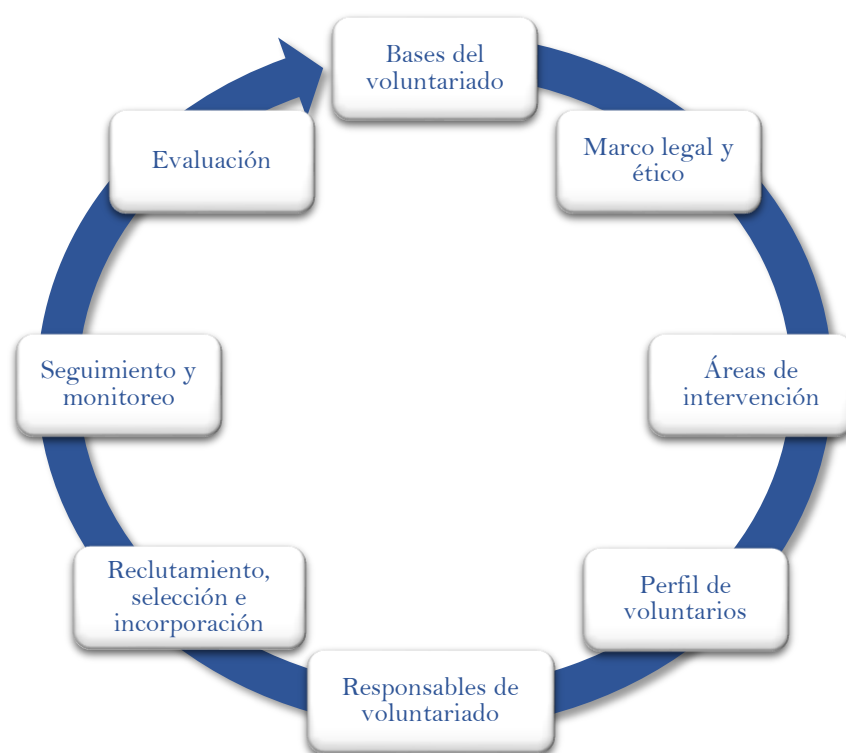 Bases del
voluntariado
Marco legal y
ético
Áreas de
intervención
Perfil de
voluntarios
Responsables de
voluntariado
Reclutamiento,
selección e
incorporación
Seguimiento y
monitoreo
Evaluación